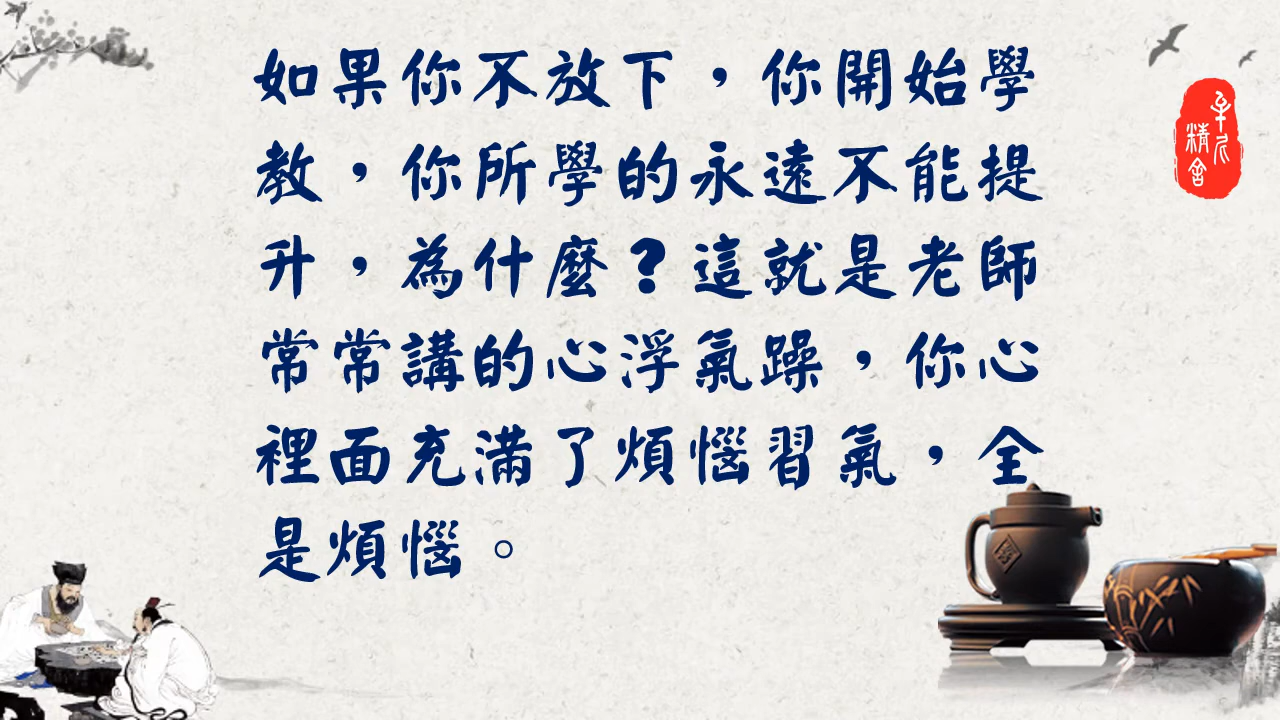 如果你不放下，你開始學
教，你所學的永遠不能提
升，為什麼？這就是老師
常常講的心浮氣躁，你心
裡面充滿了煩惱習氣，全
是煩惱。
精舍